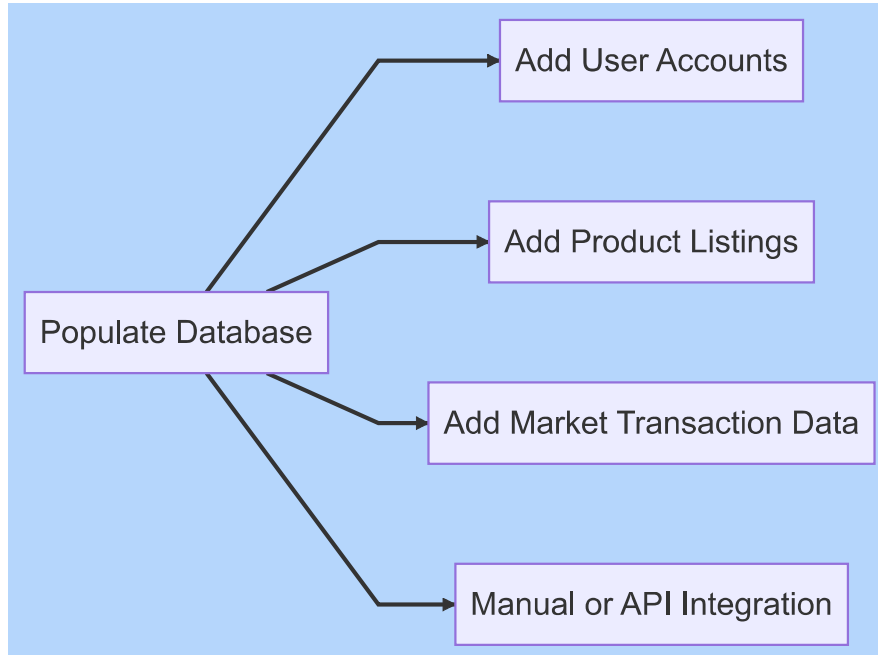 Add User Accounts
Add Product Listings
Populate Database
Add Market Transaction Data
Manual or API Integration